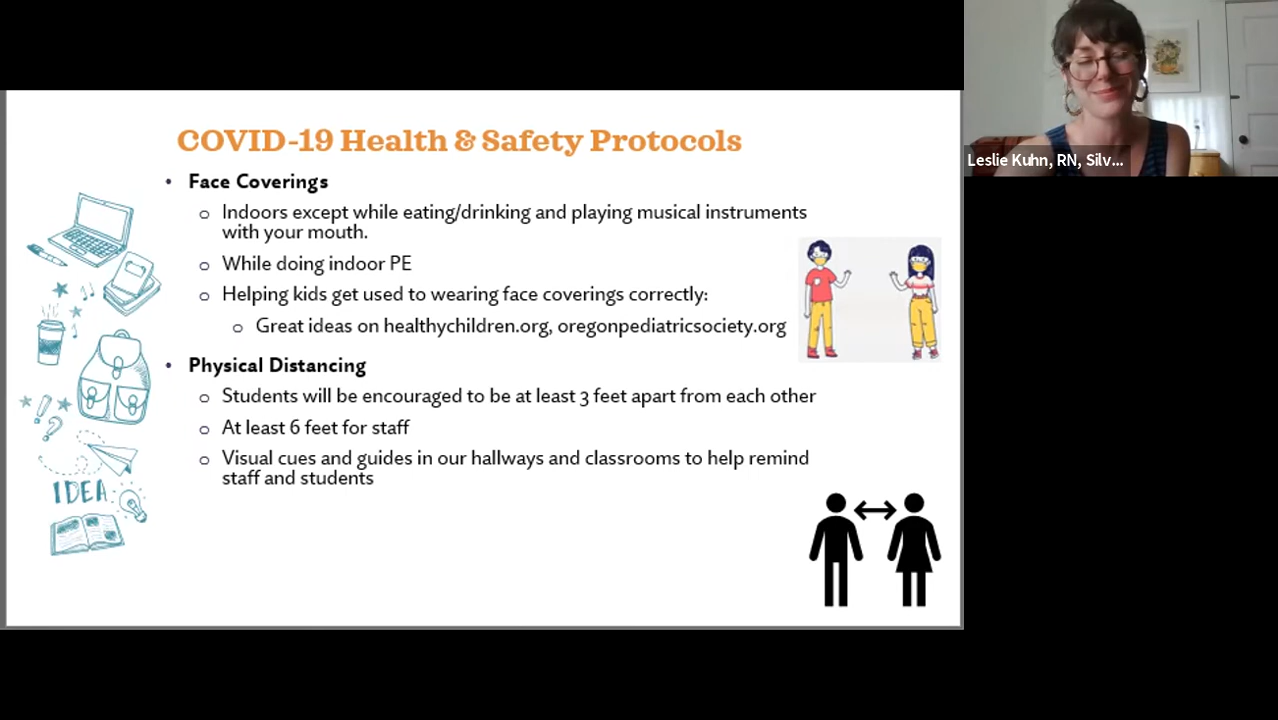 COVID-19 Health & Safety Protocols
• Face Coverings
o Indoors except while eating/drinking and playing musical instruments
with your mouth.
o While doing indoor PE
o Helping kids get used to wearing face coverings correctly:
o Great ideas on healthychildren.org, oregonpediatricsociety.org
• Physical Distancing
o Students will be encouraged to be at least 3 feet apart from each other
o At least 6 feet for staff
o Visual cues and guides in our hallways and classrooms to help remind
staff and students
IDEA
Leslie Kuhn, RN, Silv...